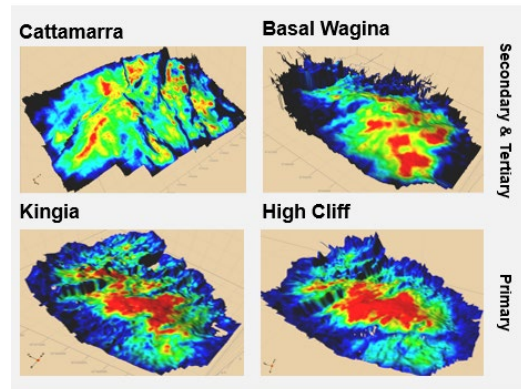 Cattamarra
Basal Wagina
Secondary & Tertiary
Kingia
High Cliff
Primary